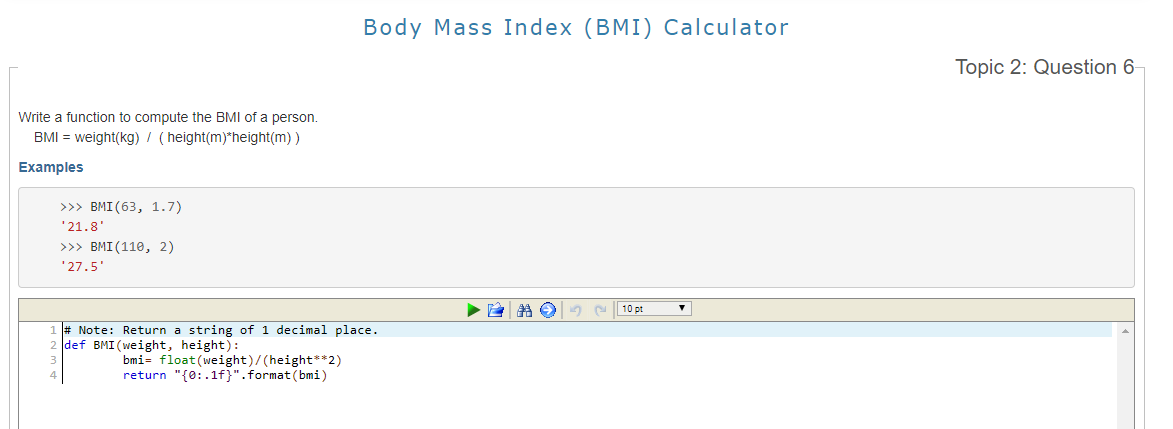 Body Mass Index (BMI) Calculator
Topic 2: Question 6
Write a function to compute the BMI of a person.
BMI = weight(kg) / ( height(m)*height(m) )
Examples
>>> BMI(63, 1.7)
'21.8'
>>> BMI(110, 2)
'27.5'
10 pt
1 # Note: Return a string of 1 decimal place.
2 def BMI(weight, height):
3 bmi= float(weight)/(height**2)
4 return "{0:.1f}".format(bmi)